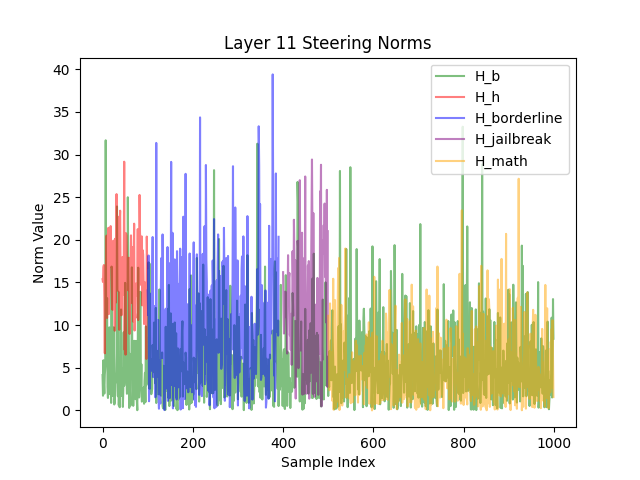 Layer 11 Steering Norms
Norm Value
40
35
30
25
20
15
10
5
0
H_b
H_h
H_borderline
H_jailbreak
H_math
0 200 400 600 800 1000
Sample Index